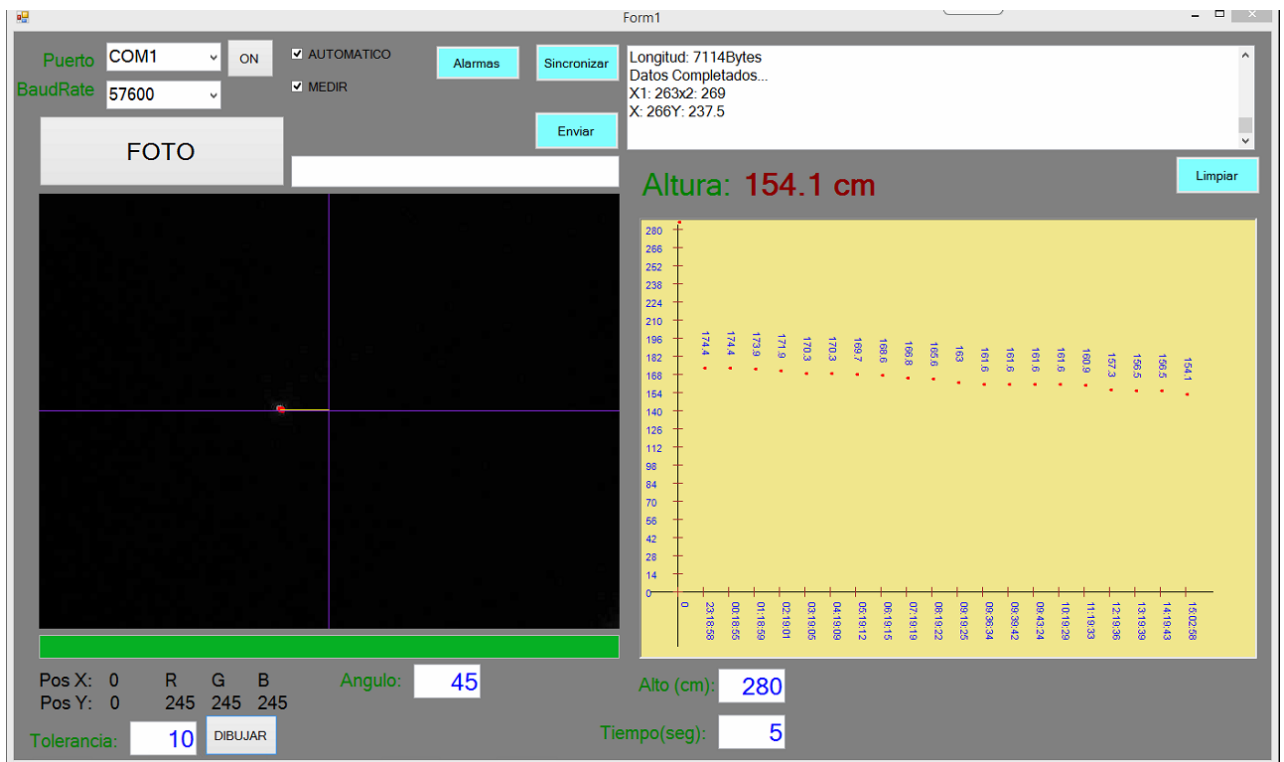 Form1
Puerto COM1 ON
BaudRate 57600
AUTOMATICO
MEDIR
Alarmas
Sincronizar
Enviar
FOTO
Longitud: 7114Bytes
Datos Completados...
X1: 263x2: 269
X: 266Y: 237.5
Limpiar
Altura: 154.1 cm
280
266
252
238
224
210
196
182
168
154
140
126
112
98
84
70
56
42
28
14
0
174.4
174.4
173.9
171.9
170.3
170.3
169.7
168.6
166.8
165.6
163
161.6
161.6
161.6
161.6
160.9
157.3
156.5
156.5
154.1
0
23:18:58
00:18:55
01:18:59
02:19:01
03:19:05
04:19:09
05:19:12
06:19:15
07:19:19
08:19:22
09:19:25
09:36:34
09:39:42
09:43:24
10:19:29
11:19:33
12:19:36
13:19:39
14:19:43
15:02:58
Pos X: 0 R G B
Pos Y: 0 245 245 245
Angulo: 45
Tolerancia: 10 DIBUJAR
Alto (cm): 280
Tiempo(seg): 5